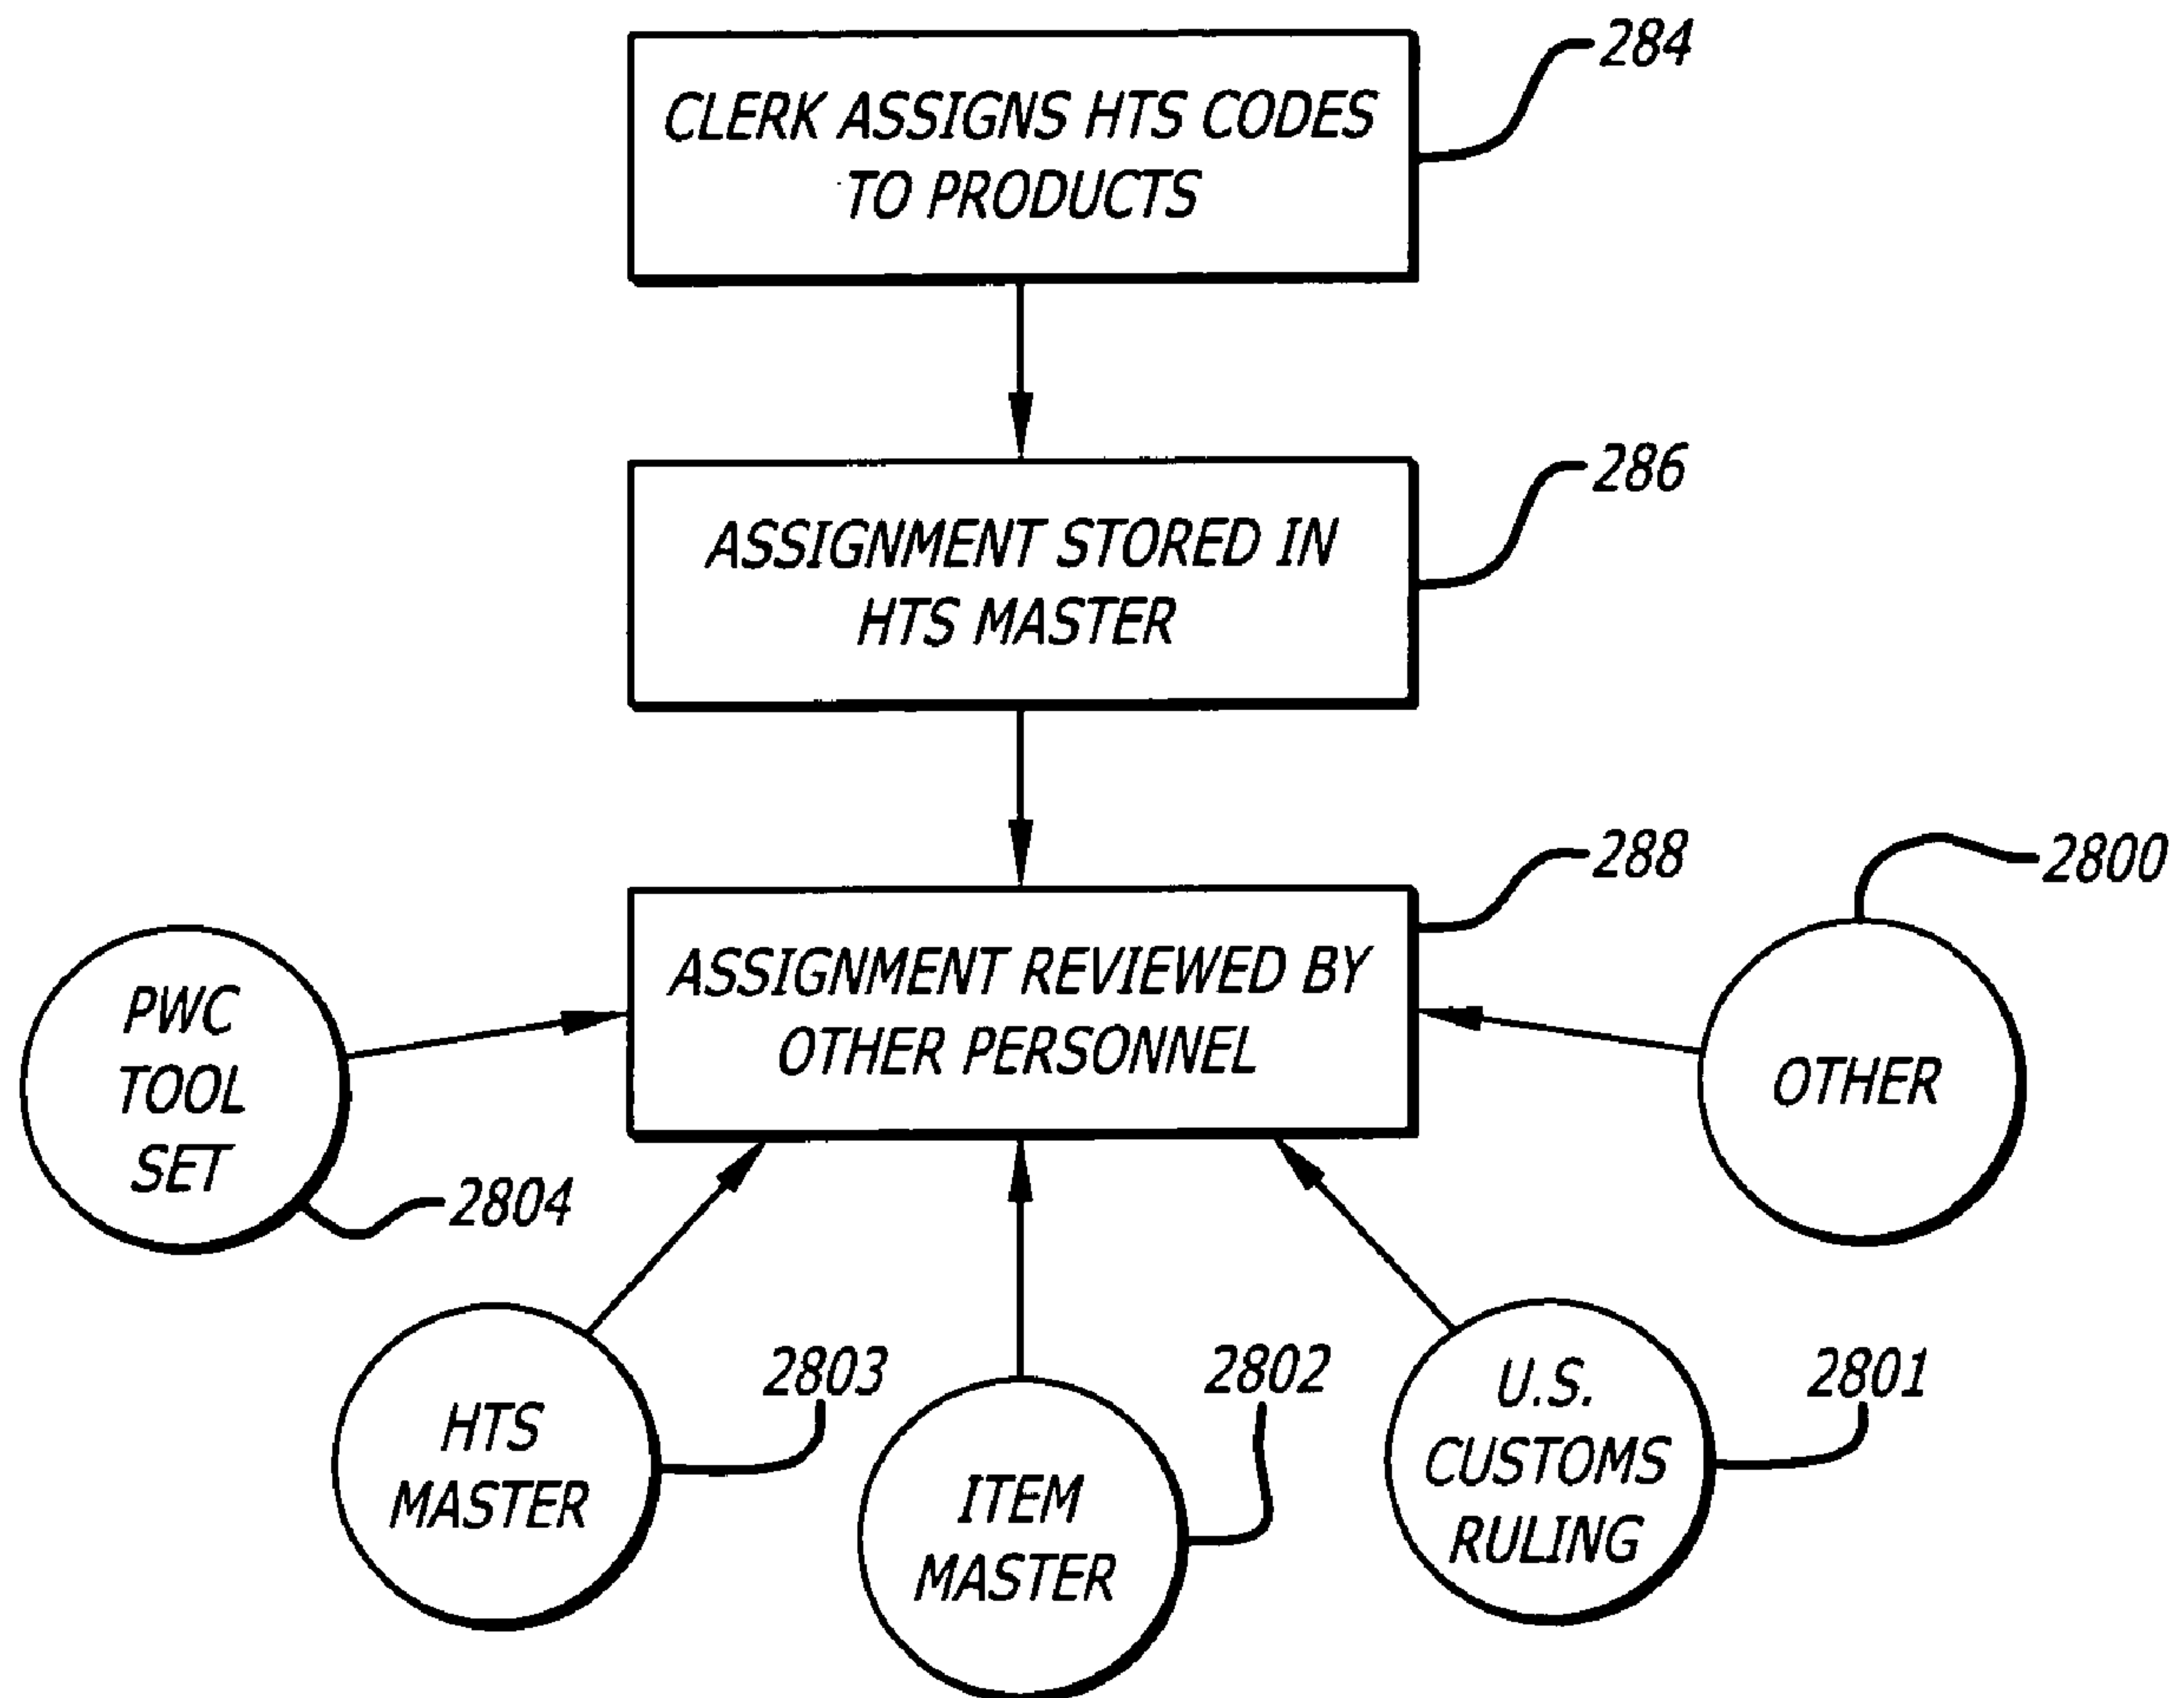 284
CLERK ASSIGNS HTS CODES
TO PRODUCTS
286
ASSIGNMENT STORED IN
HTS MASTER
288
2800
ASSIGNMENT REVIEWED BY
OTHER PERSONNEL
PWC
TOOL
SET
2804
OTHER
HTS
MASTER
2803
ITEM
MASTER
2802
U.S.
CUSTOMS
RULING
2801